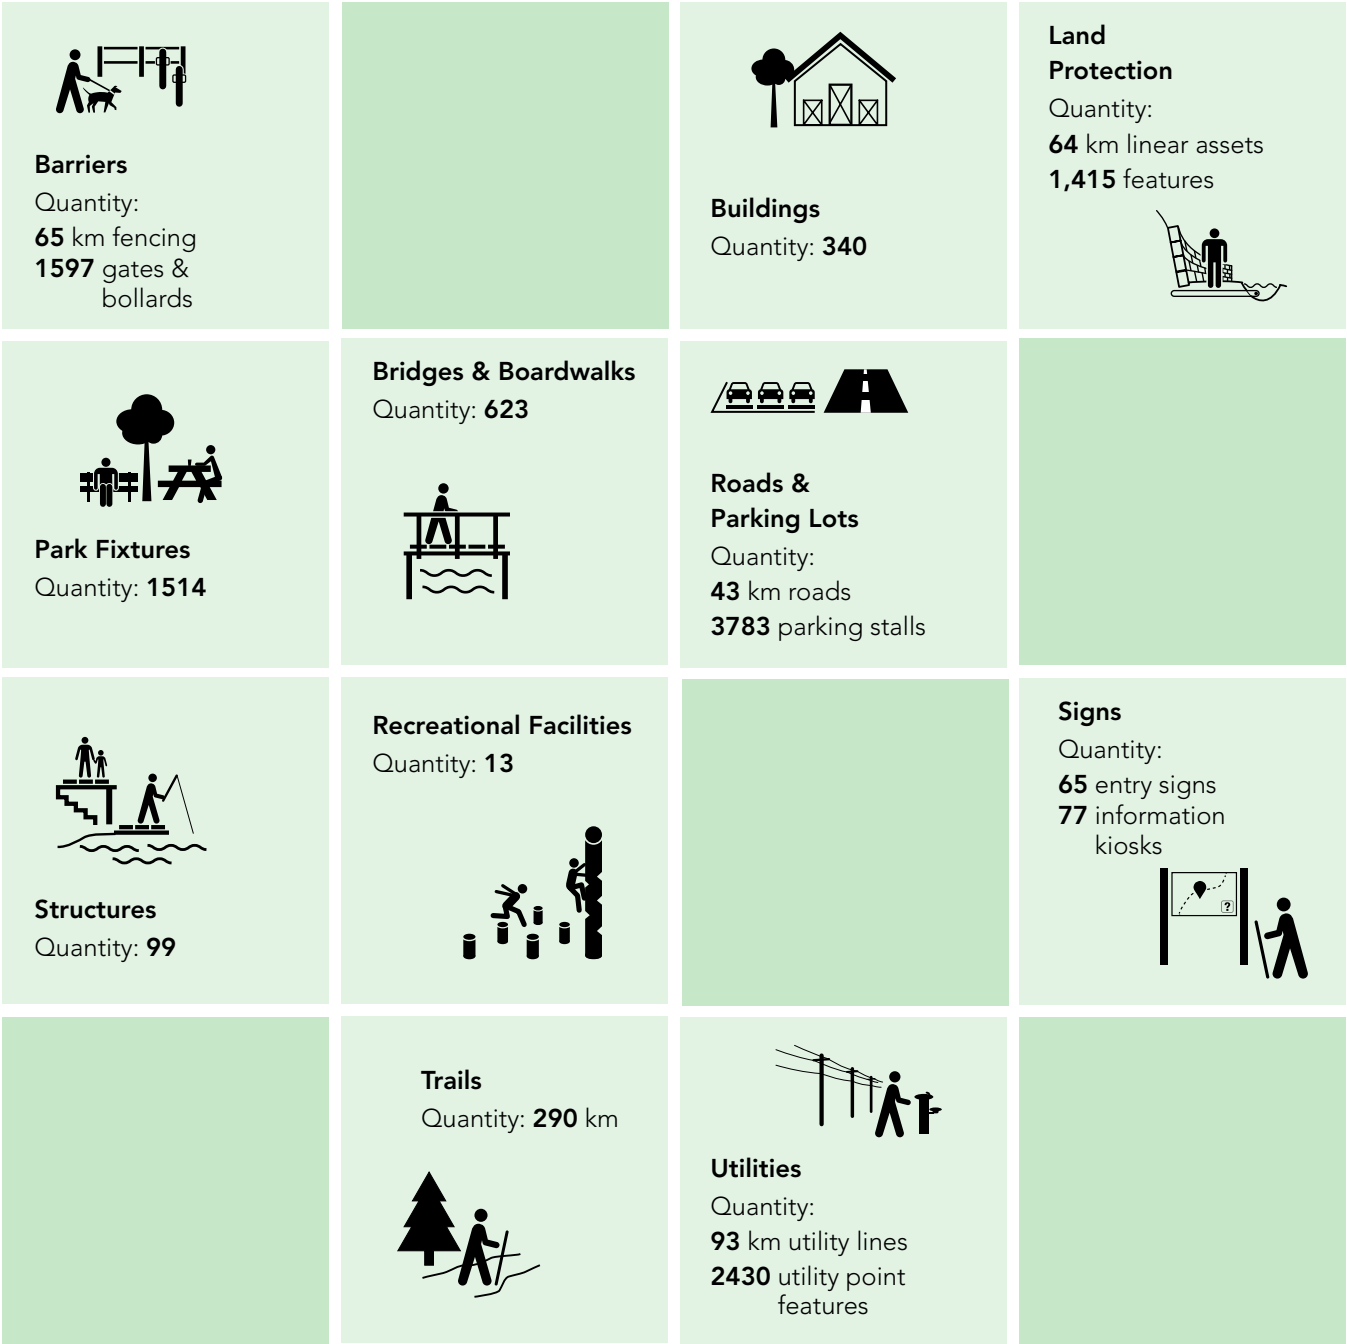 Barriers
Quantity:
65 km fencing
1597 gates &
bollards
Buildings
Quantity: 340
Land
Protection
Quantity:
64 km linear assets
1,415 features
Park Fixtures
Quantity: 1514
Bridges & Boardwalks
Quantity: 623
Roads &
Parking Lots
Quantity:
43 km roads
3783 parking stalls
Structures
Quantity: 99
Recreational Facilities
Quantity: 13
Signs
Quantity:
65 entry signs
77 information
kiosks
?
Trails
Quantity: 290 km
Utilities
Quantity:
93 km utility lines
2430 utility point
features